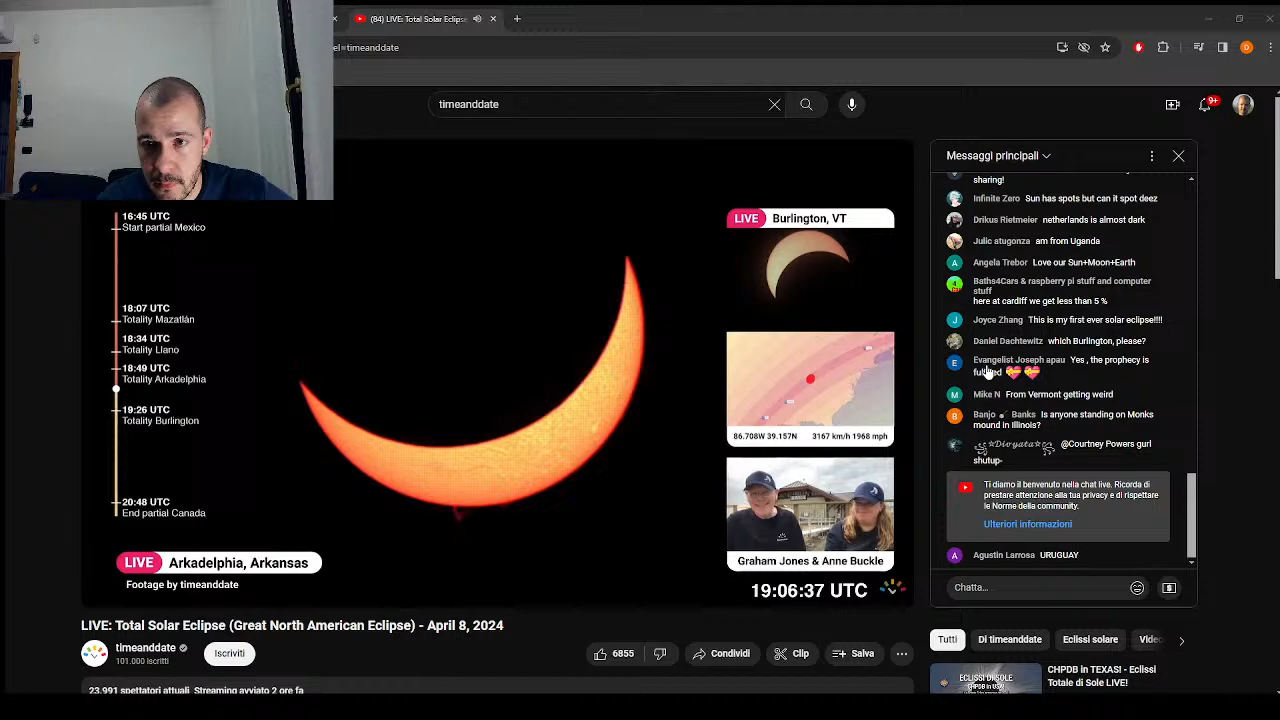 (84) LIVE: Total Solar Eclipse
el=timeanddate
timeanddate
9+
16:45 UTC
Start partial Mexico
18:07 UTC
Totality Mazatlán
18:34 UTC
Totality Llano
18:49 UTC
Totality Arkadelphia
19:26 UTC
Totality Burlington
20:48 UTC
End partial Canada
LIVE Arkadelphia, Arkansas
Footage by timeanddate
LIVE Burlington, VT
86.708W 39.157N 3167 km/h 1968 mph
Graham Jones & Anne Buckle
19:06:37 UTC
Messaggi principali
sharing!
Infinite Zero Sun has spots but can it spot deez
Drikus Rietmeier netherlands is almost dark
Julic atugonza am from Uganda
A Angela Trebor Love our Sun+Moon+Earth
Baths4Cars & raspberry pi stuff and computer
stuff
here at cardiff we get less than 5 %
J Joyce Zhang This is my first ever solar eclipse!!!!
Daniel Dachtewitz which Burlington, please?
E Evangelist Joseph apau Yes , the prophecy is
M Mike N From Vermont getting weird
B Banjo Banks Is anyone standing on Monks
mound in Illinois?
☆Divyata☆ @Courtney Powers gurl
shutup-
Ti diamo il benvenuto nella chat live. Ricorda di
prestare attenzione alla tua privacy e di rispettare
le Norme della community.
Ulteriori informazioni
A Agustin Larrosa URUGUAY
Chatta...
LIVE: Total Solar Eclipse (Great North American Eclipse) - April 8, 2024
timeanddate
101.000 iscritti
Iscriviti
6855
Condividi
Clip
Salva
23.991 spettatori attuali Streaming avviato 2 ore fa
Tutti
Di timeanddate
Eclissi solare
Video
ECLISSI DI SOLE
CHPDB in TEXAS! - Eclissi
Totale di Sole LIVE!